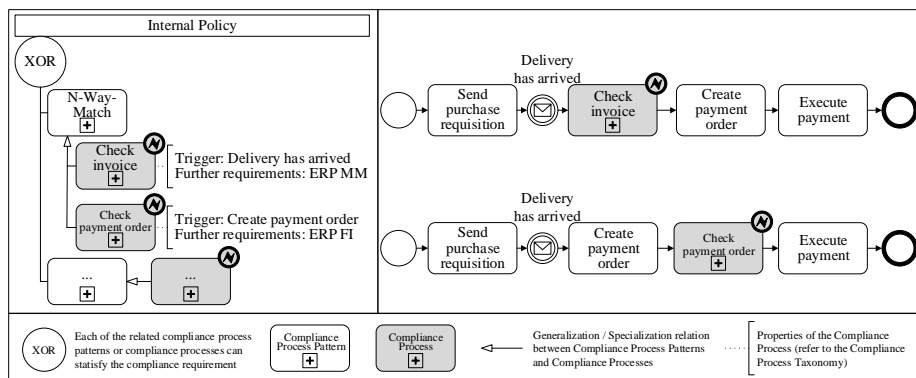 Internal Policy
XOR
N-Way-
Match
Check
invoice
Trigger: Delivery has arrived
Further requirements: ERP MM
Check
payment order
Trigger: Create payment order
Further requirements: ERP FI
...
...
Delivery
has arrived
Send
purchase
requisition
Check
invoice
Create
payment
order
Execute
payment
Delivery
has arrived
Send
purchase
requisition
Create
payment
order
Check
payment order
Execute
payment
XOR
Each of the related compliance process
patterns or compliance processes can
statisfy the compliance requirement
Compliance
Process Pattern
Compliance
Process
Generalization / Specialization relation
between Compliance Process Patterns
and Compliance Processes
Properties of the Compliance
Process (refer to the Compliance
Process Taxonomy)